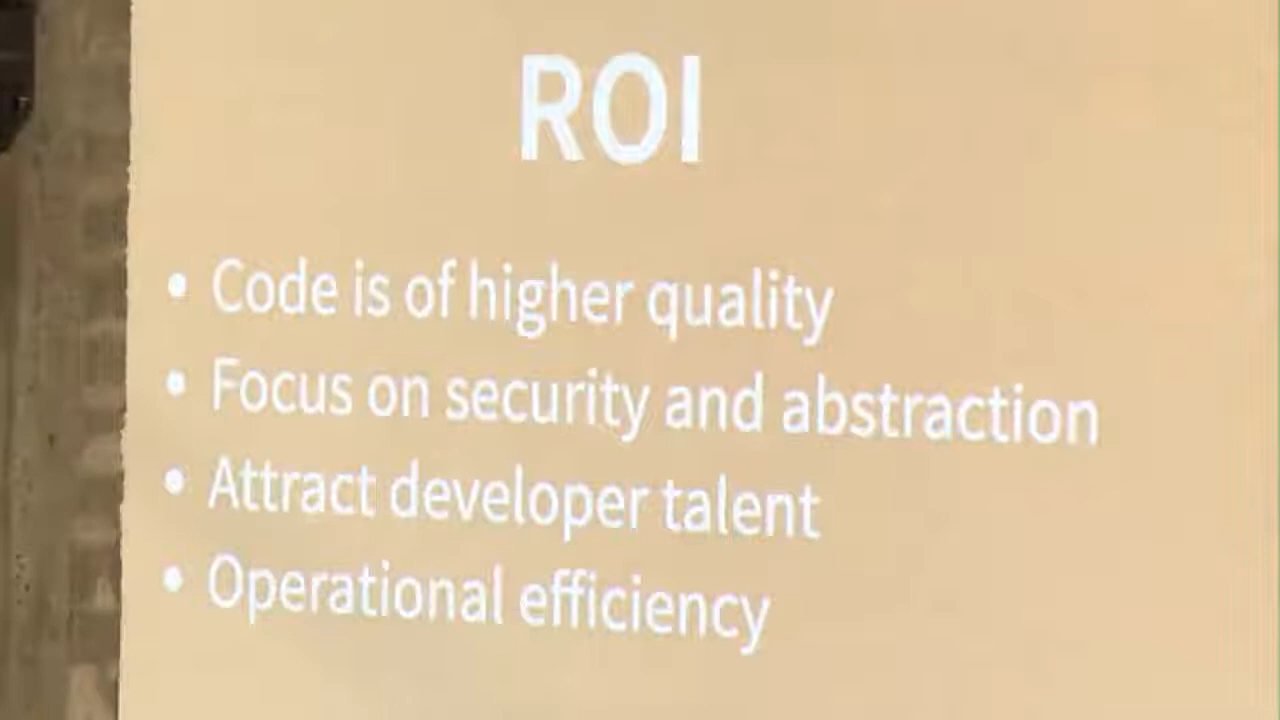 ROI
• Code is of higher quality
• Focus on security and abstraction
• Attract developer talent
• Operational efficiency